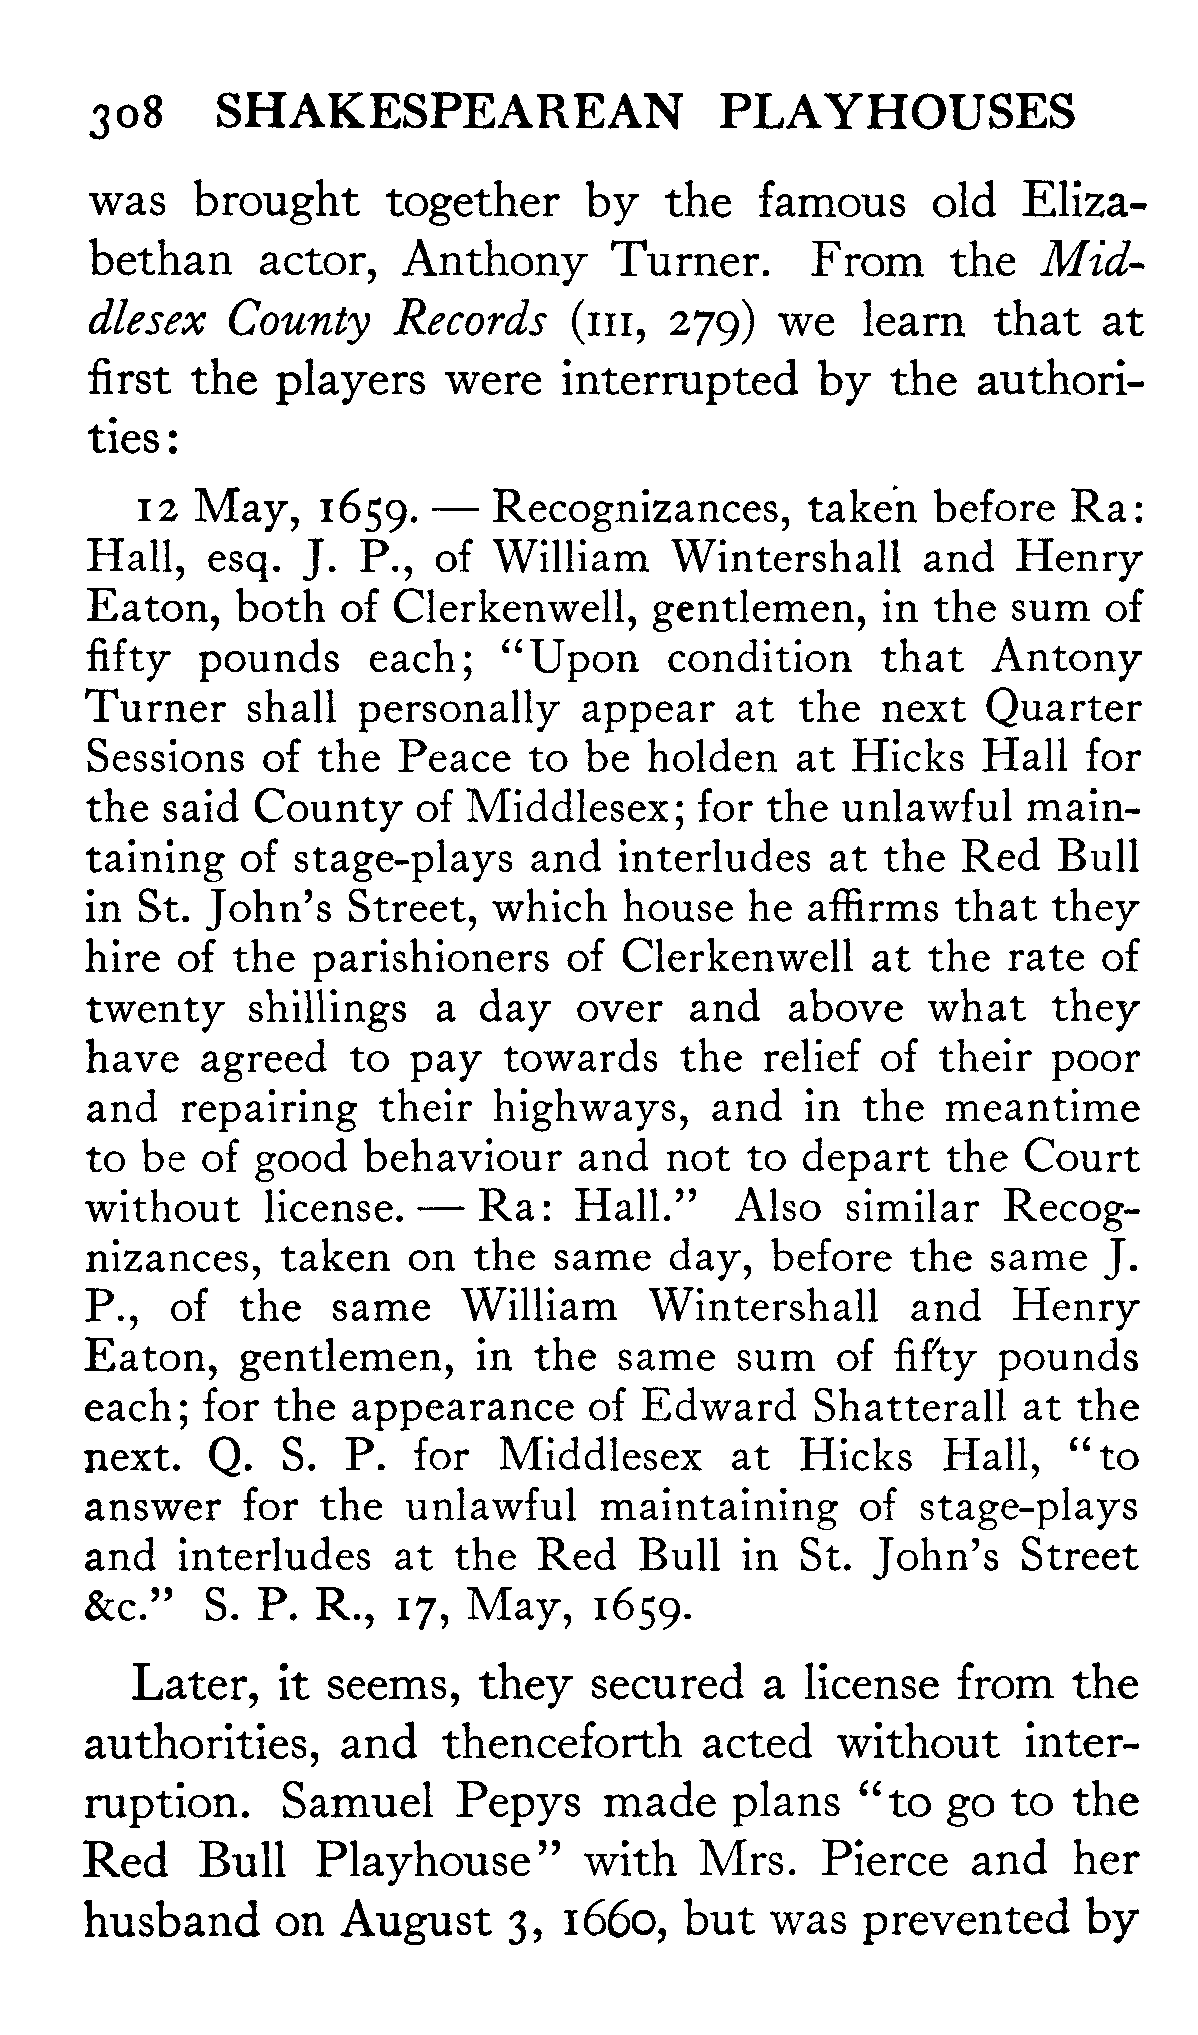 308 SHAKESPEAREAN PLAYHOUSES
was brought together by the famous old Eliza-
bethan actor, Anthony Turner. From the Mid-
dlesex County Records (III, 279) we learn that at
first the players were interrupted by the authori-
ties:
12 May, 1659. — Recognizances, taken before Ra:
Hall, esq. J. P., of William Wintershall and Henry
Eaton, both of Clerkenwell, gentlemen, in the sum of
fifty pounds each; “Upon condition that Antony
Turner shall personally appear at the next Quarter
Sessions of the Peace to be holden at Hicks Hall for
the said County of Middlesex; for the unlawful main-
taining of stage-plays and interludes at the Red Bull
in St. John’s Street, which house he affirms that they
hire of the parishioners of Clerkenwell at the rate of
twenty shillings a day over and above what they
have agreed to pay towards the relief of their poor
and repairing their highways, and in the meantime
to be of good behaviour and not to depart the Court
without license. — Ra: Hall.” Also similar Recog-
nizances, taken on the same day, before the same J.
P., of the same William Wintershall and Henry
Eaton, gentlemen, in the same sum of fifty pounds
each; for the appearance of Edward Shatterall at the
next. Q. S. P. for Middlesex at Hicks Hall, “to
answer for the unlawful maintaining of stage-plays
and interludes at the Red Bull in St. John’s Street
&c.” S. P. R., 17, May, 1659.
Later, it seems, they secured a license from the
authorities, and thenceforth acted without inter-
ruption. Samuel Pepys made plans “to go to the
Red Bull Playhouse” with Mrs. Pierce and her
husband on August 3, 1660, but was prevented by